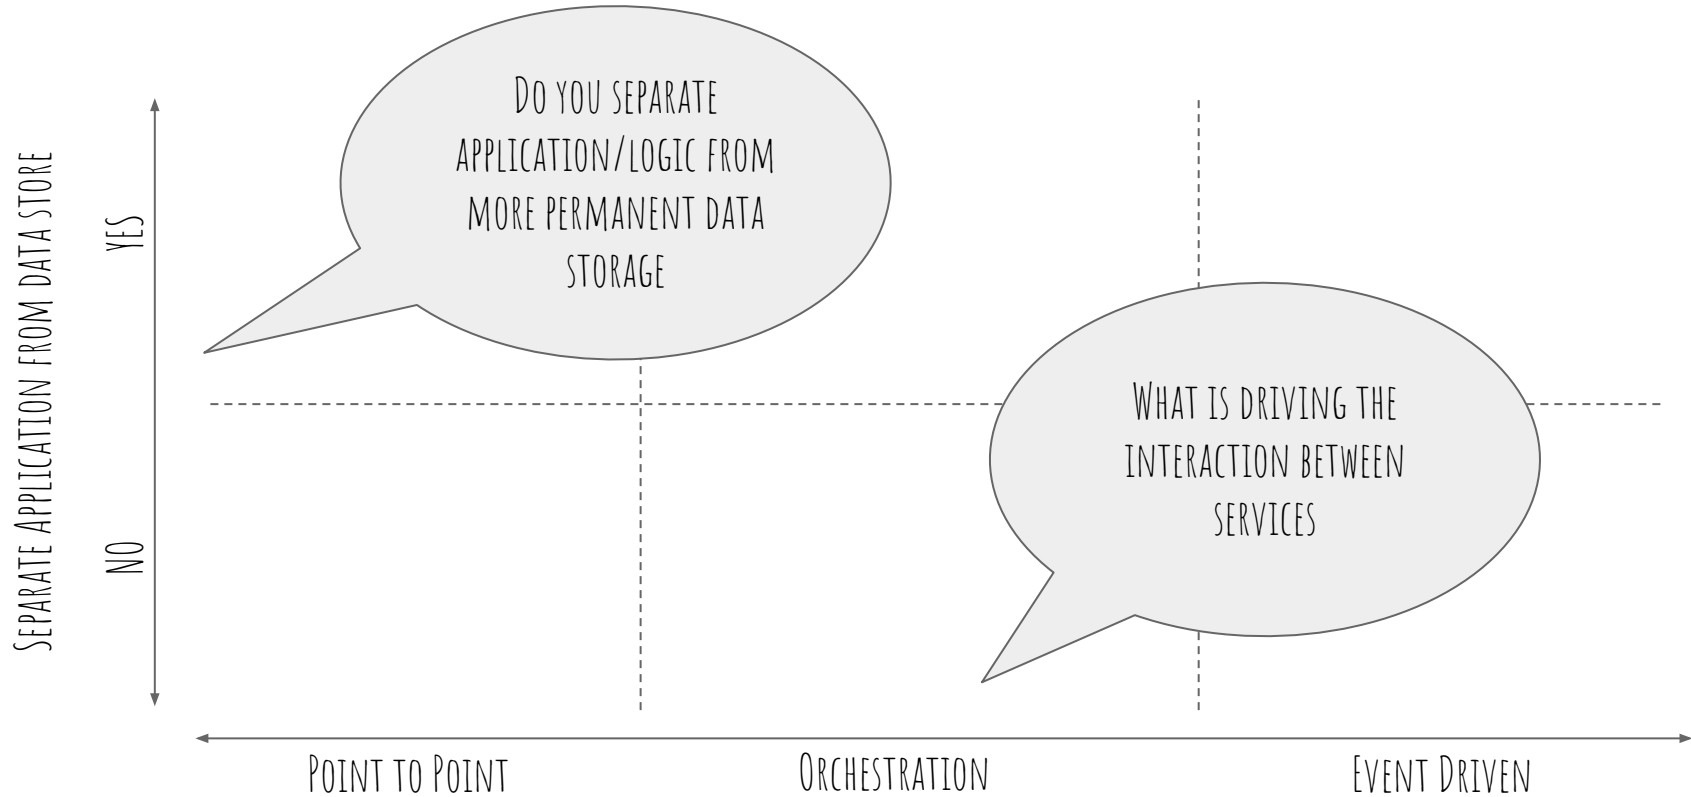 Do you separate
application/logic from
more permanent data
storage
What is driving the
interaction between
services
Separate Application from data store
YES
NO
Point to Point
Orchestration
Event Driven